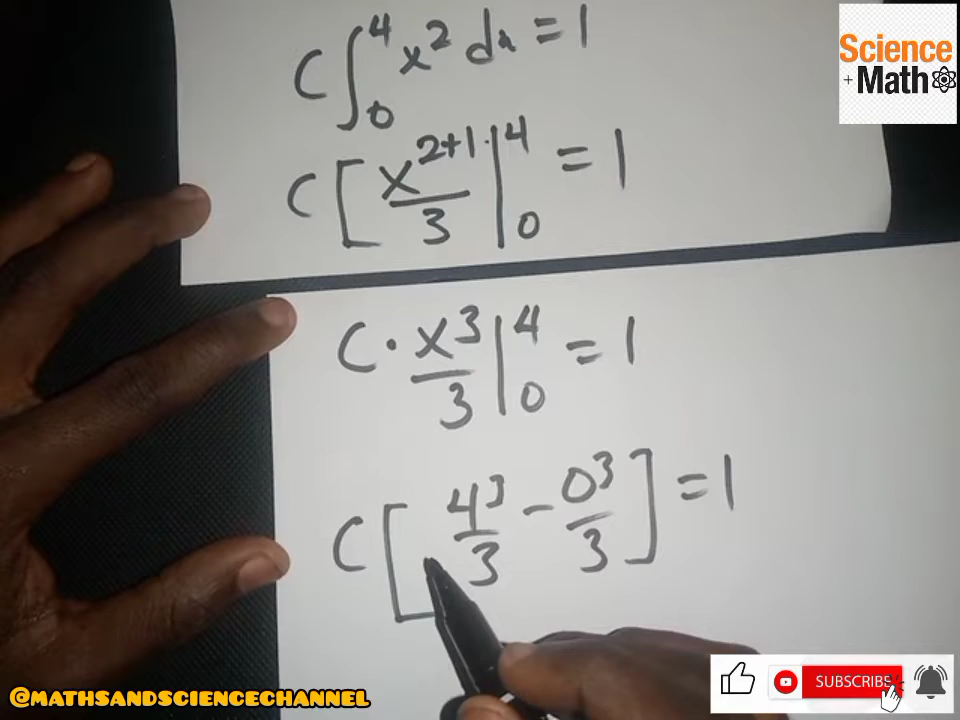 C∫₀⁴ x² dx = 1
Science
+Math
C[x²⁺¹/3 |₀⁴ = 1
C·x³/3 |₀⁴ = 1
C[4³/3 - 0³/3] = 1
SUBSCRIBE
@MATHSANDSCIENCECHANNEL